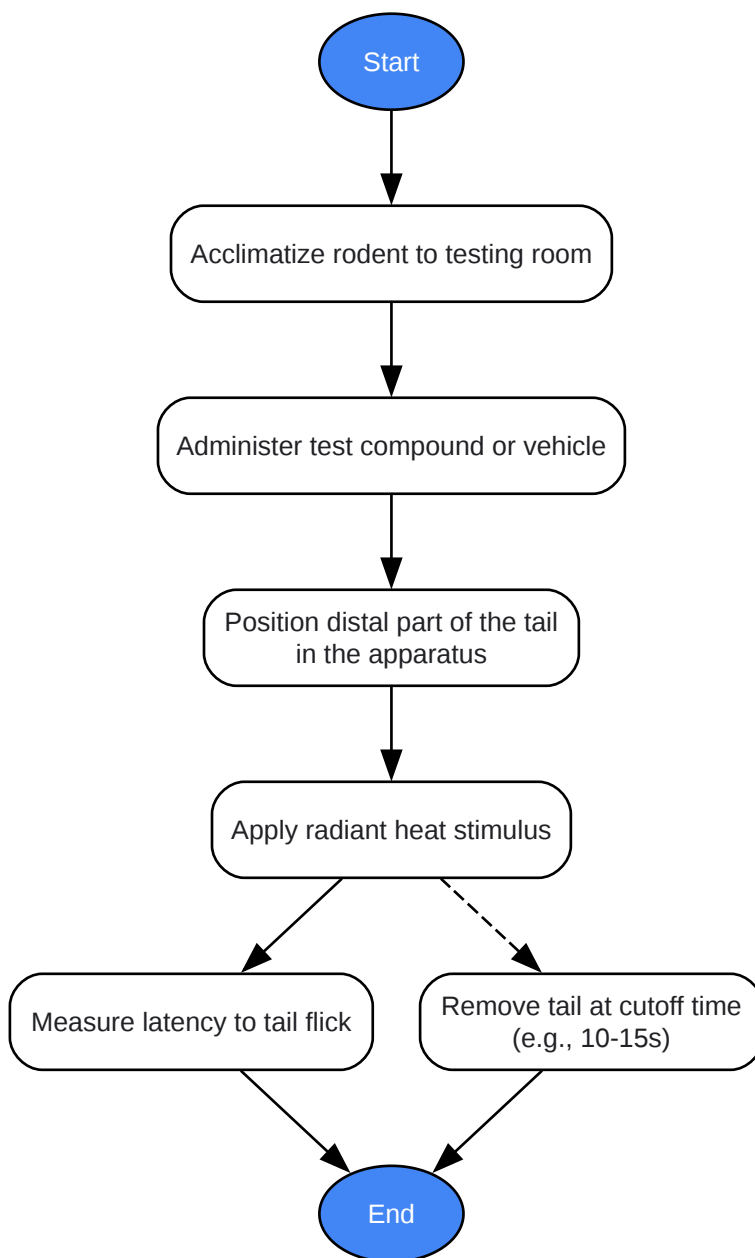 Start
Acclimatize rodent to testing room
Administer test compound or vehicle
Position distal part of the tail
in the apparatus
Apply radiant heat stimulus
Measure latency to tail flick
Remove tail at cutoff time
(e.g., 10-15s)
End